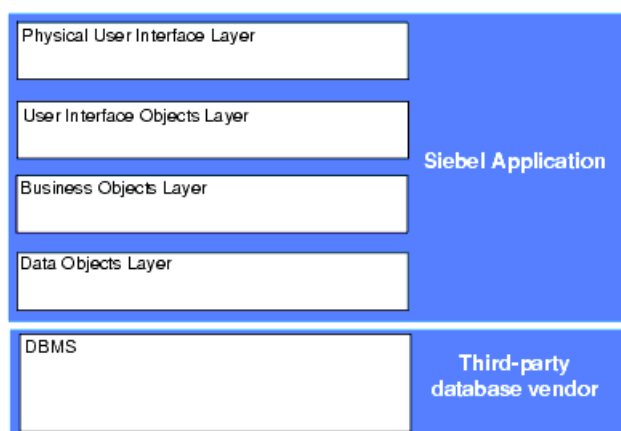 Physical User Interface Layer
User Interface Objects Layer
Siebel Application
Business Objects Layer
Data Objects Layer
DBMS
Third-party
database vendor